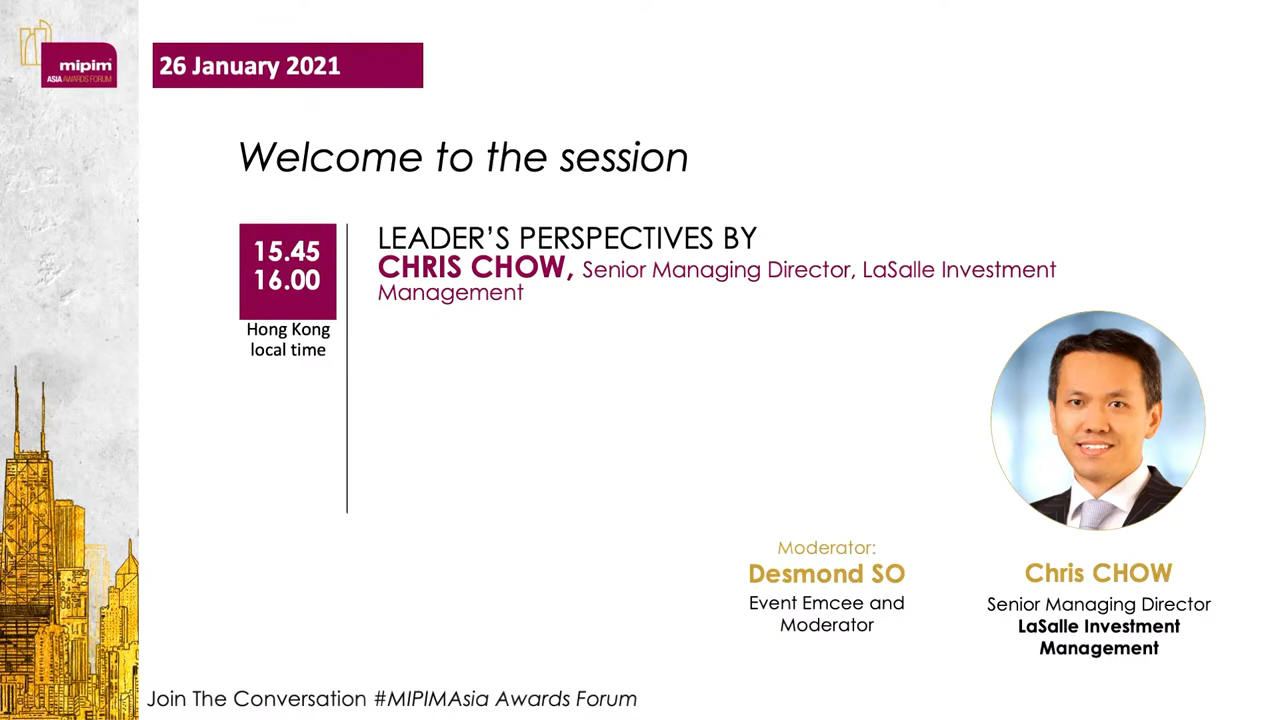 mipim®
ASIA AWARDS FORUM
26 January 2021
Welcome to the session
15.45
16.00
Hong Kong
local time
LEADER’S PERSPECTIVES BY
CHRIS CHOW, Senior Managing Director, LaSalle Investment
Management
Moderator:
Desmond SO
Event Emcee and
Moderator
Chris CHOW
Senior Managing Director
LaSalle Investment
Management
Join The Conversation #MIPIMAsia Awards Forum